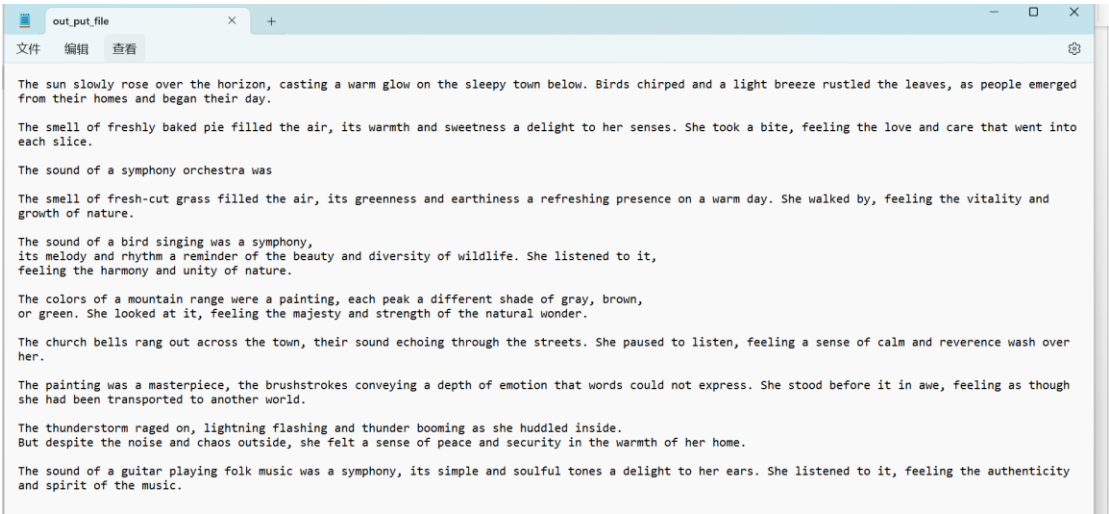 out_put_file
文件 编辑 查看
The sun slowly rose over the horizon, casting a warm glow on the sleepy town below. Birds chirped and a light breeze rustled the leaves, as people emerged
from their homes and began their day.
The smell of freshly baked pie filled the air, its warmth and sweetness a delight to her senses. She took a bite, feeling the love and care that went into
each slice.
The sound of a symphony orchestra was
The smell of fresh-cut grass filled the air, its greenness and earthiness a refreshing presence on a warm day. She walked by, feeling the vitality and
growth of nature.
The sound of a bird singing was a symphony,
its melody and rhythm a reminder of the beauty and diversity of wildlife. She listened to it,
feeling the harmony and unity of nature.
The colors of a mountain range were a painting, each peak a different shade of gray, brown,
or green. She looked at it, feeling the majesty and strength of the natural wonder.
The church bells rang out across the town, their sound echoing through the streets. She paused to listen, feeling a sense of calm and reverence wash over
her.
The painting was a masterpiece, the brushstrokes conveying a depth of emotion that words could not express. She stood before it in awe, feeling as though
she had been transported to another world.
The thunderstorm raged on, lightning flashing and thunder booming as she huddled inside.
But despite the noise and chaos outside, she felt a sense of peace and security in the warmth of her home.
The sound of a guitar playing folk music was a symphony, its simple and soulful tones a delight to her ears. She listened to it, feeling the authenticity
and spirit of the music.